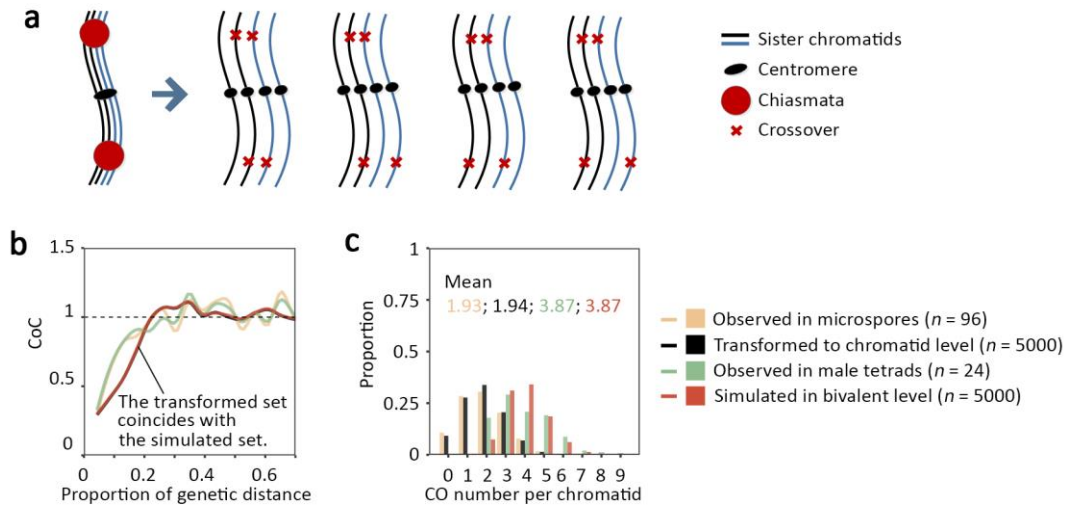 a
Sister chromatids
Centromere
Chiasmata
Crossover
b
1.5
1
0.5
0
CoC
The transformed set
coincides with
the simulated set.
0 0.2 0.4 0.6
Proportion of genetic distance
c
1
0.75
0.5
0.25
0
Proportion
Mean
1.93; 1.94; 3.87; 3.87
0 1 2 3 4 5 6 7 8 9
CO number per chromatid
Observed in microspores (n = 96)
Transformed to chromatid level (n = 5000)
Observed in male tetrads (n = 24)
Simulated in bivalent level (n = 5000)